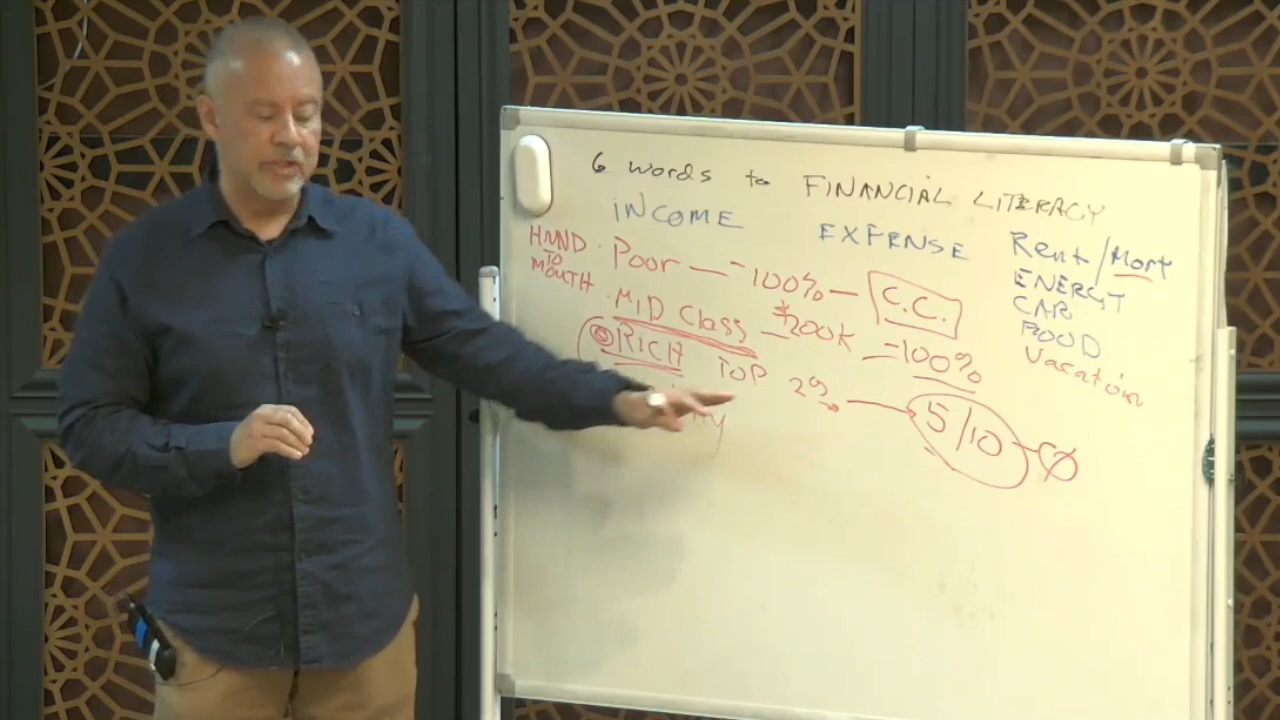 6 words to FINANCIAL LITERACY
INCOME EXPENSE Rent/Mort
HAND TO MOUTH · Poor — 100% — C.C. ENERGY
· MID Class — $200K — 100% CAR
RICH TOP 2% — 5/10 — Ø FOOD
Vacation